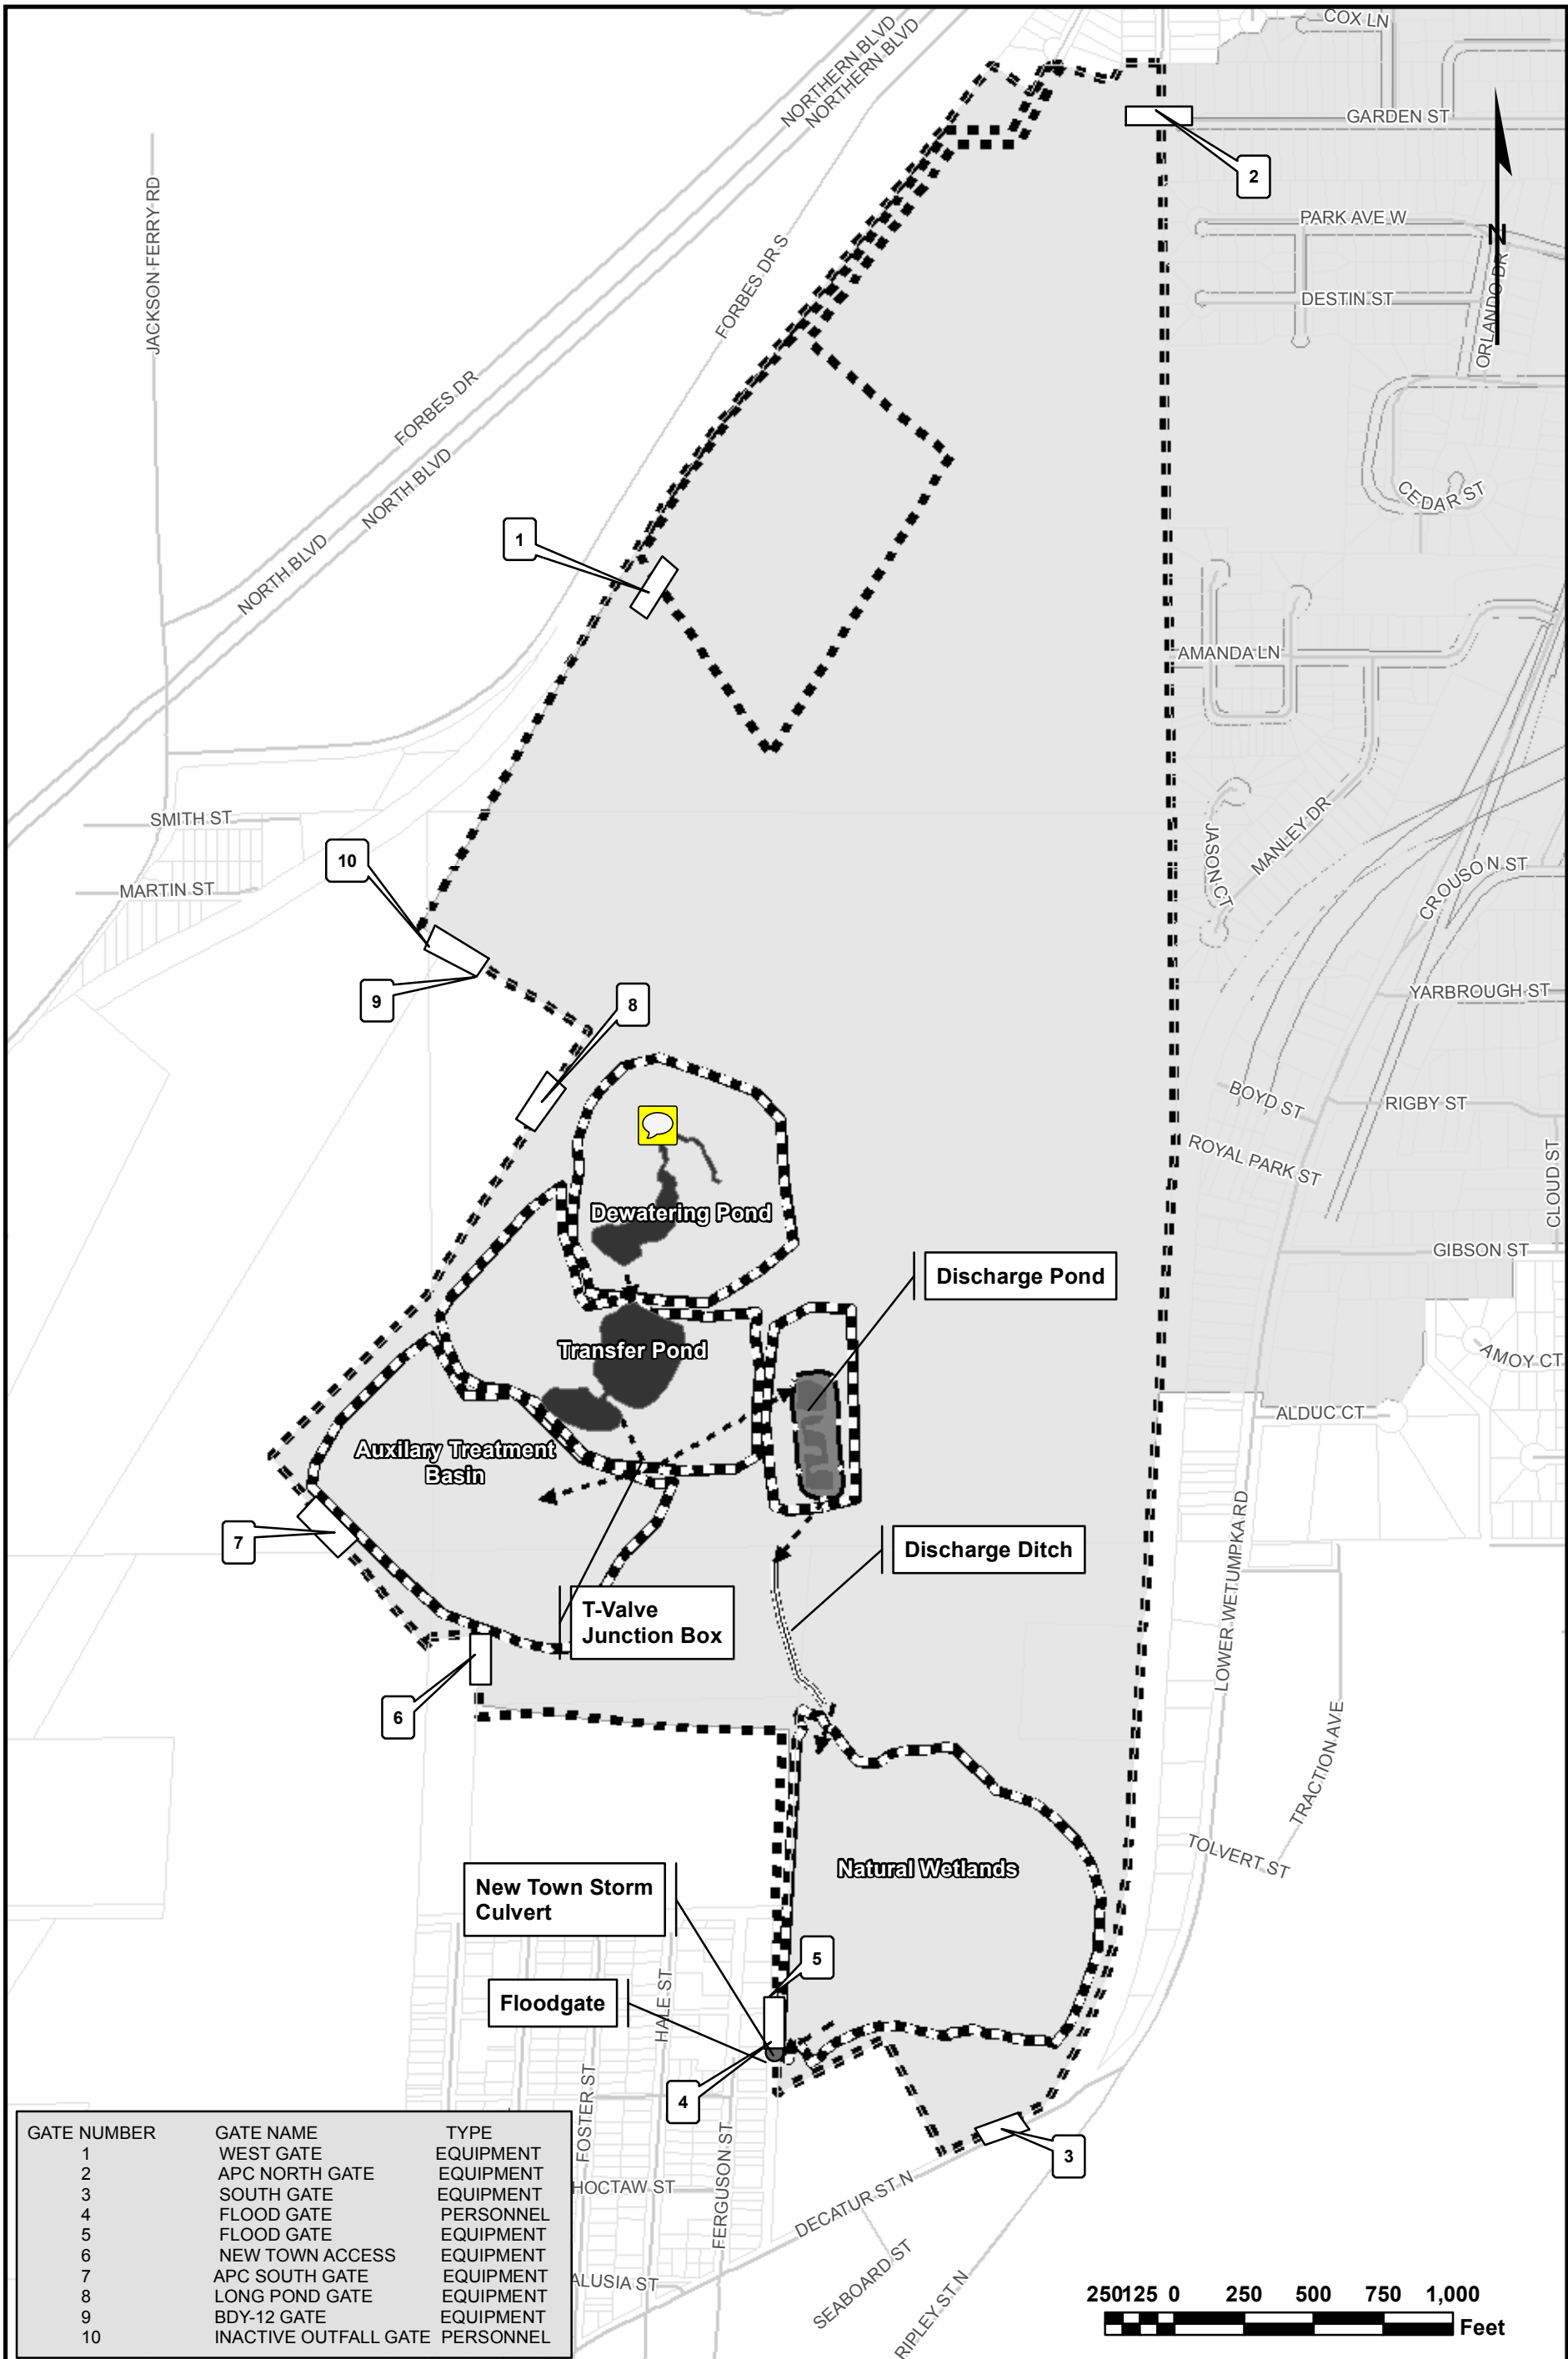 COX LN
NORTHERN BLVD
NORTHERN BLVD
GARDEN ST
2
JACKSON-FERRY RD
PARK AVE W
N
FORBES DR S
DESTIN ST
ORLANDO DR
FORBES DR
NORTH BLVD
CEDAR ST
1
NORTH BLVD
AMANDA LN
SMITH ST
MANLEY DR
JASON CT
10
MARTIN ST
CROUSON ST
9
8
YARBROUGH ST
BOYD ST
RIGBY ST
ROYAL PARK ST
CLOUD ST
Dewatering Pond
GIBSON ST
Discharge Pond
Transfer Pond
AMOY CT
ALDUC CT
Auxilary Treatment
Basin
7
Discharge Ditch
LOWER WETUMPKA RD
T-Valve
Junction Box
6
TRACTION AVE
TOLVERT ST
Natural Wetlands
New Town Storm
Culvert
5
Floodgate
HALE ST
4
FOSTER ST
3
FERGUSON ST
HOCTAW ST
DECATUR ST N
SEABOARD ST
ALUSIA ST
RIPLEY ST N
GATE NUMBER GATE NAME TYPE
1 WEST GATE EQUIPMENT
2 APC NORTH GATE EQUIPMENT
3 SOUTH GATE EQUIPMENT
4 FLOOD GATE PERSONNEL
5 FLOOD GATE EQUIPMENT
6 NEW TOWN ACCESS EQUIPMENT
7 APC SOUTH GATE EQUIPMENT
8 LONG POND GATE EQUIPMENT
9 BDY-12 GATE EQUIPMENT
10 INACTIVE OUTFALL GATE PERSONNEL
250 125 0 250 500 750 1,000
Feet